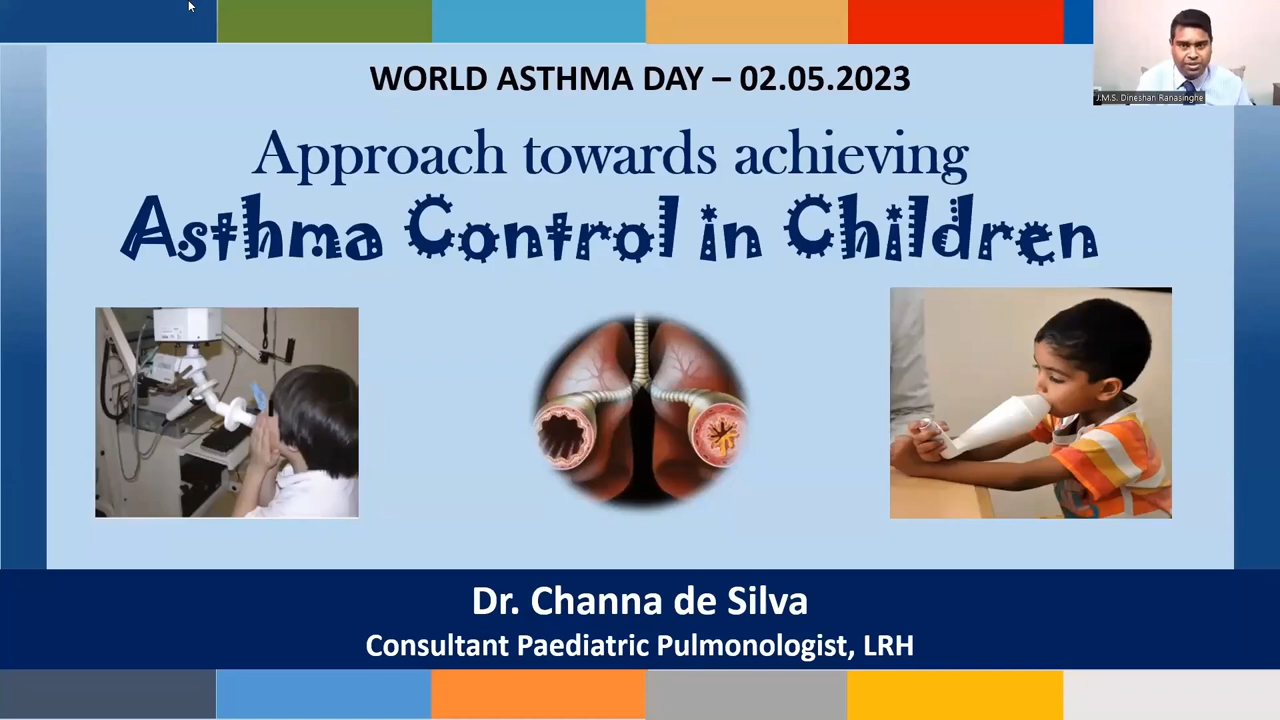 WORLD ASTHMA DAY – 02.05.2023
J.M.S. Dineshan Ranasinghe
Approach towards achieving
Asthma Control in Children
Dr. Channa de Silva
Consultant Paediatric Pulmonologist, LRH